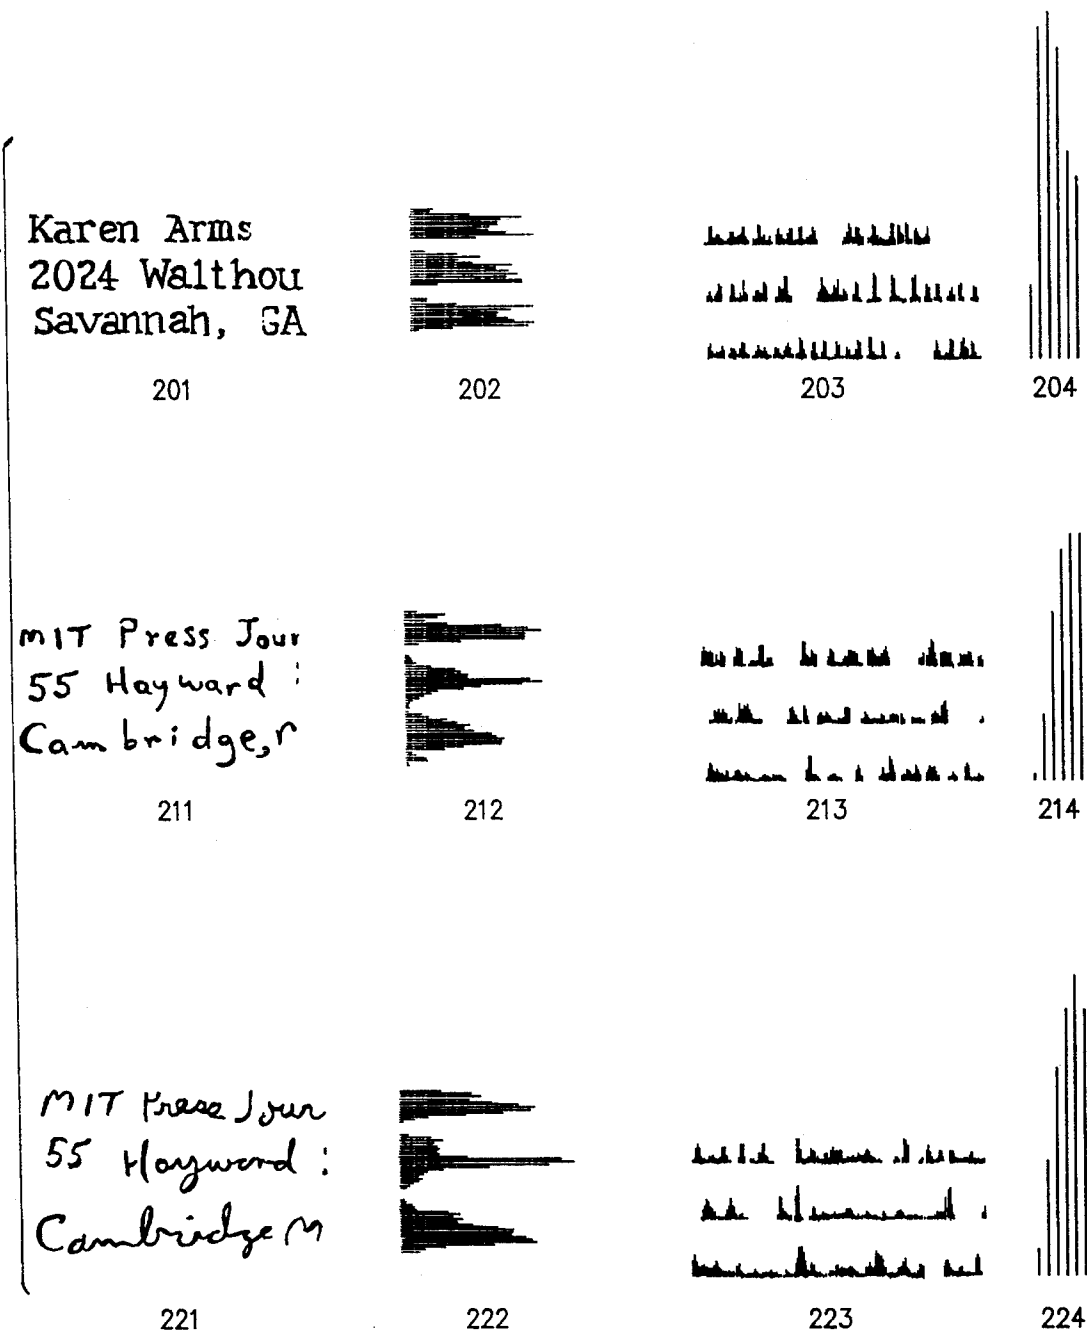 Karen Arms
2024 Walthou
Savannah, GA
201 202 203 204
MIT Press Jour
55 Hayward :
Cambridge,
211 212 213 214
MIT Press Jour
55 Hayward :
Cambridge M
221 222 223 224